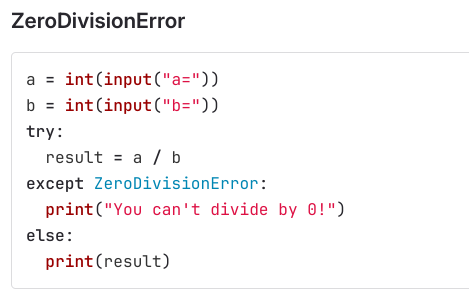 ZeroDivisionError
a = int(input("a="))
b = int(input("b="))
try:
  result = a / b
except ZeroDivisionError:
  print("You can't divide by 0!")
else:
  print(result)